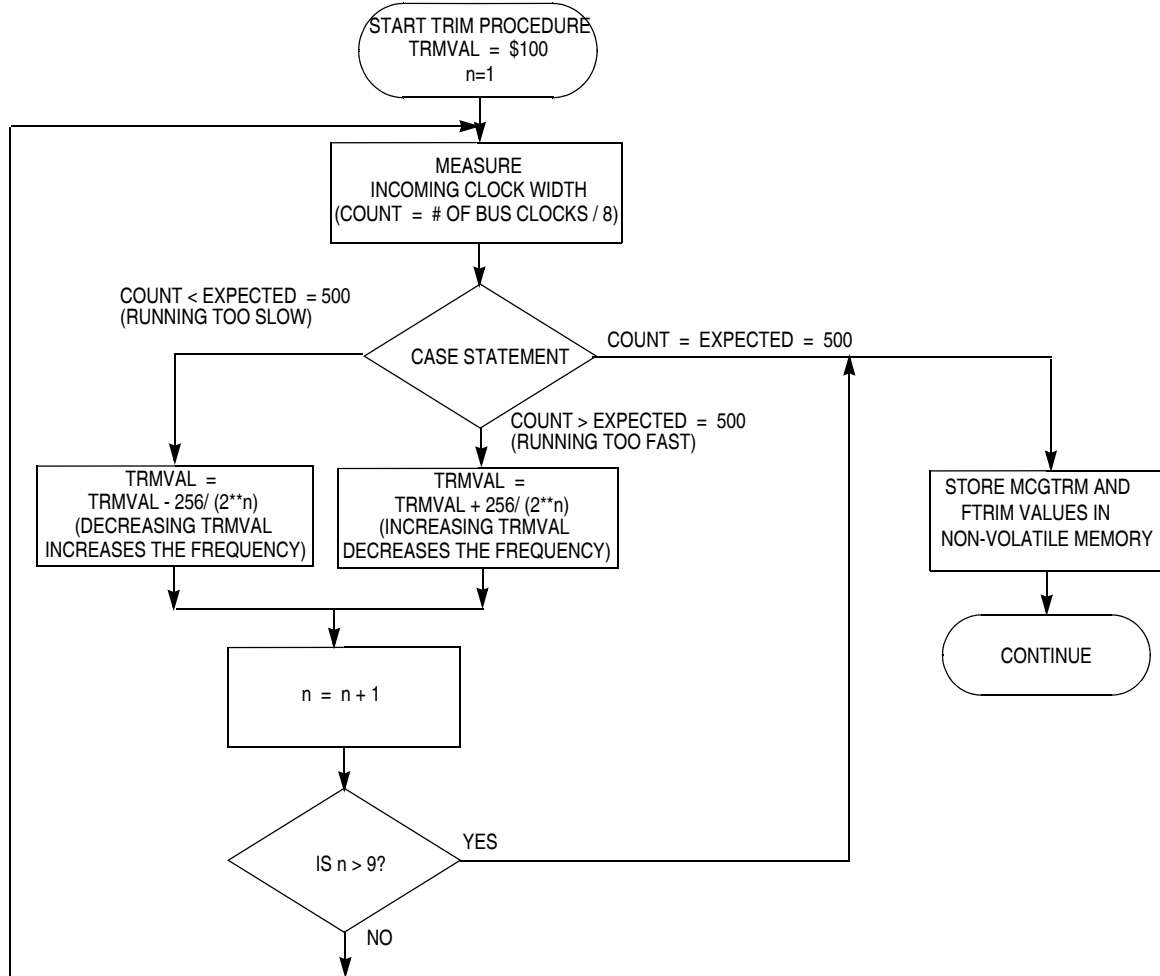 START TRIM PROCEDURE
TRMVAL = $100
n=1
MEASURE
INCOMING CLOCK WIDTH
(COUNT = # OF BUS CLOCKS / 8)
COUNT < EXPECTED = 500
(RUNNING TOO SLOW)
CASE STATEMENT
COUNT = EXPECTED = 500
COUNT > EXPECTED = 500
(RUNNING TOO FAST)
TRMVAL =
TRMVAL - 256/ (2**n)
(DECREASING TRMVAL
INCREASES THE FREQUENCY)
TRMVAL =
TRMVAL + 256/ (2**n)
(INCREASING TRMVAL
DECREASES THE FREQUENCY)
STORE MCGTRM AND
FTRIM VALUES IN
NON-VOLATILE MEMORY
CONTINUE
n = n + 1
IS n > 9?
YES
NO